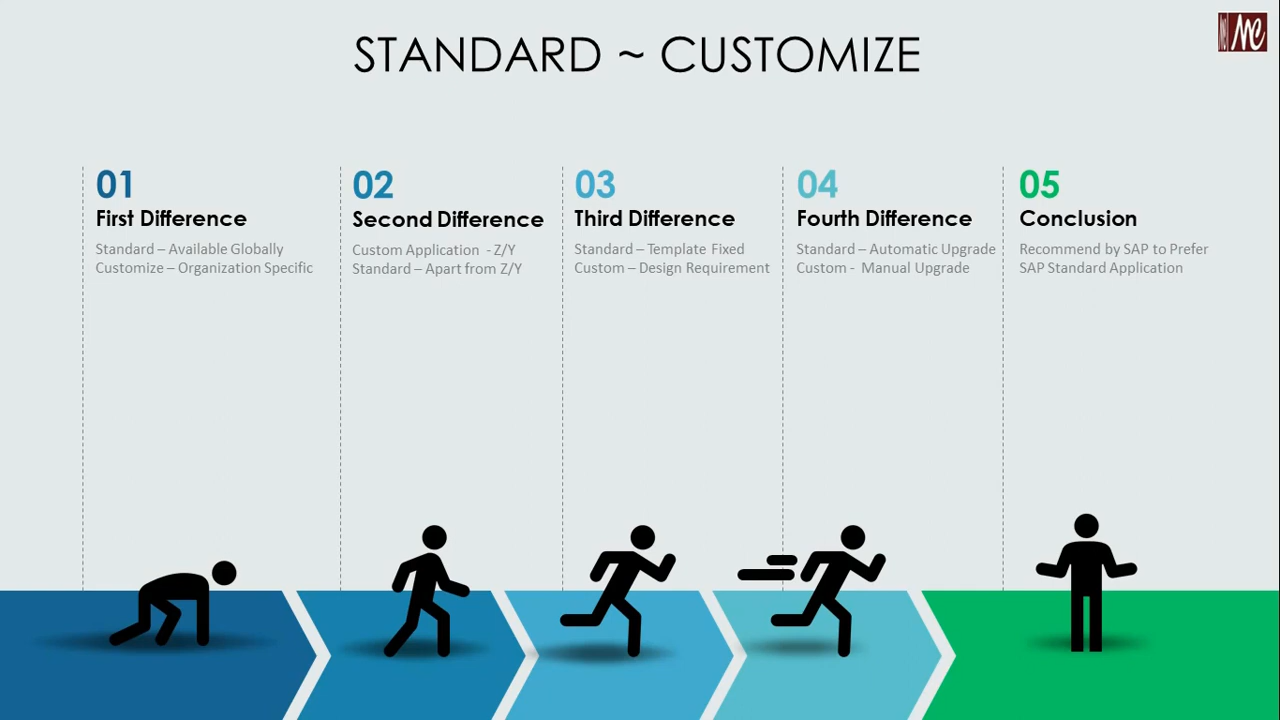 STANDARD ~ CUSTOMIZE
Me
01
First Difference
Standard – Available Globally
Customize – Organization Specific
02
Second Difference
Custom Application - Z/Y
Standard – Apart from Z/Y
03
Third Difference
Standard – Template Fixed
Custom – Design Requirement
04
Fourth Difference
Standard – Automatic Upgrade
Custom - Manual Upgrade
05
Conclusion
Recommend by SAP to Prefer
SAP Standard Application